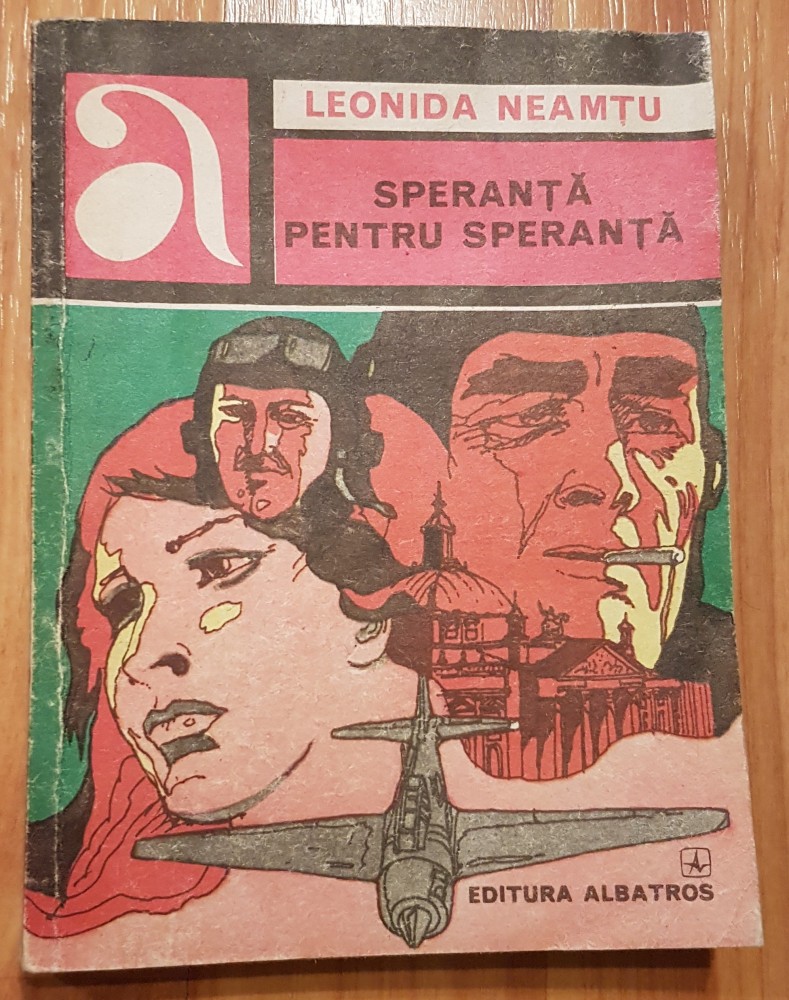 a
LEONIDA NEAMȚU
SPERANȚĂ
PENTRU SPERANȚĂ
EDITURA ALBATROS